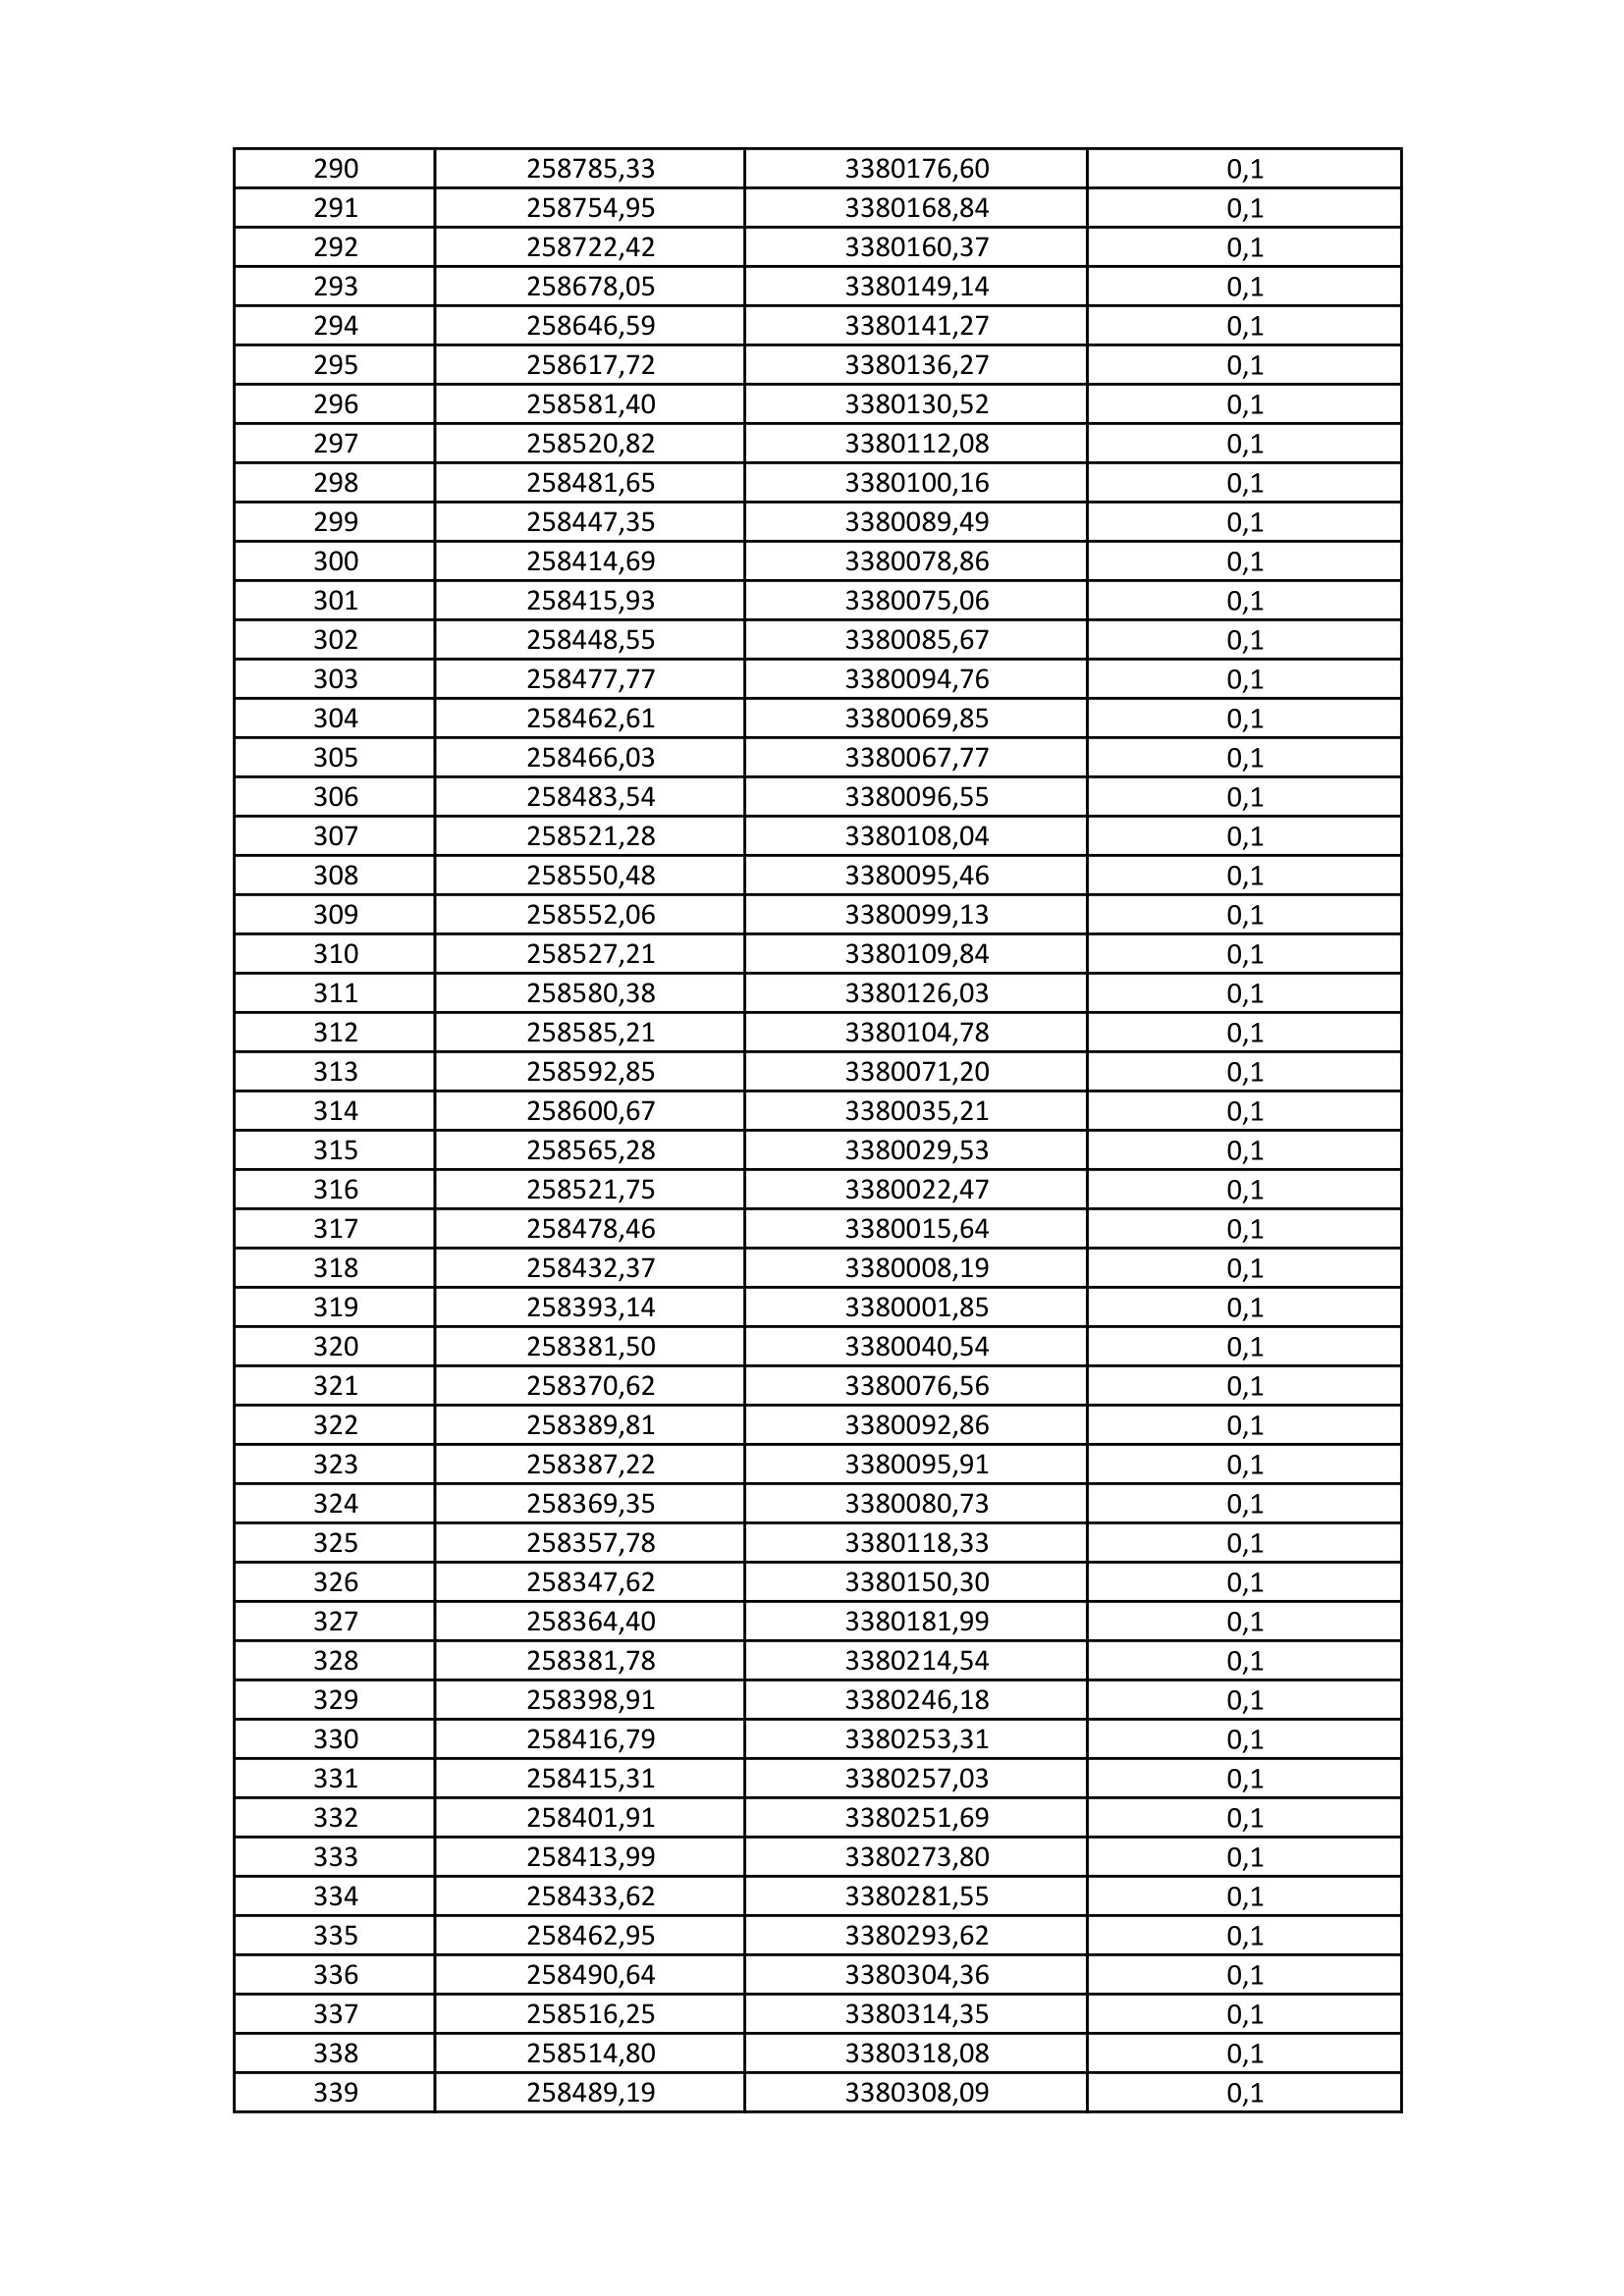 290 258785,33 3380176,60 0,1
291 258754,95 3380168,84 0,1
292 258722,42 3380160,37 0,1
293 258678,05 3380149,14 0,1
294 258646,59 3380141,27 0,1
295 258617,72 3380136,27 0,1
296 258581,40 3380130,52 0,1
297 258520,82 3380112,08 0,1
298 258481,65 3380100,16 0,1
299 258447,35 3380089,49 0,1
300 258414,69 3380078,86 0,1
301 258415,93 3380075,06 0,1
302 258448,55 3380085,67 0,1
303 258477,77 3380094,76 0,1
304 258462,61 3380069,85 0,1
305 258466,03 3380067,77 0,1
306 258483,54 3380096,55 0,1
307 258521,28 3380108,04 0,1
308 258550,48 3380095,46 0,1
309 258552,06 3380099,13 0,1
310 258527,21 3380109,84 0,1
311 258580,38 3380126,03 0,1
312 258585,21 3380104,78 0,1
313 258592,85 3380071,20 0,1
314 258600,67 3380035,21 0,1
315 258565,28 3380029,53 0,1
316 258521,75 3380022,47 0,1
317 258478,46 3380015,64 0,1
318 258432,37 3380008,19 0,1
319 258393,14 3380001,85 0,1
320 258381,50 3380040,54 0,1
321 258370,62 3380076,56 0,1
322 258389,81 3380092,86 0,1
323 258387,22 3380095,91 0,1
324 258369,35 3380080,73 0,1
325 258357,78 3380118,33 0,1
326 258347,62 3380150,30 0,1
327 258364,40 3380181,99 0,1
328 258381,78 3380214,54 0,1
329 258398,91 3380246,18 0,1
330 258416,79 3380253,31 0,1
331 258415,31 3380257,03 0,1
332 258401,91 3380251,69 0,1
333 258413,99 3380273,80 0,1
334 258433,62 3380281,55 0,1
335 258462,95 3380293,62 0,1
336 258490,64 3380304,36 0,1
337 258516,25 3380314,35 0,1
338 258514,80 3380318,08 0,1
339 258489,19 3380308,09 0,1